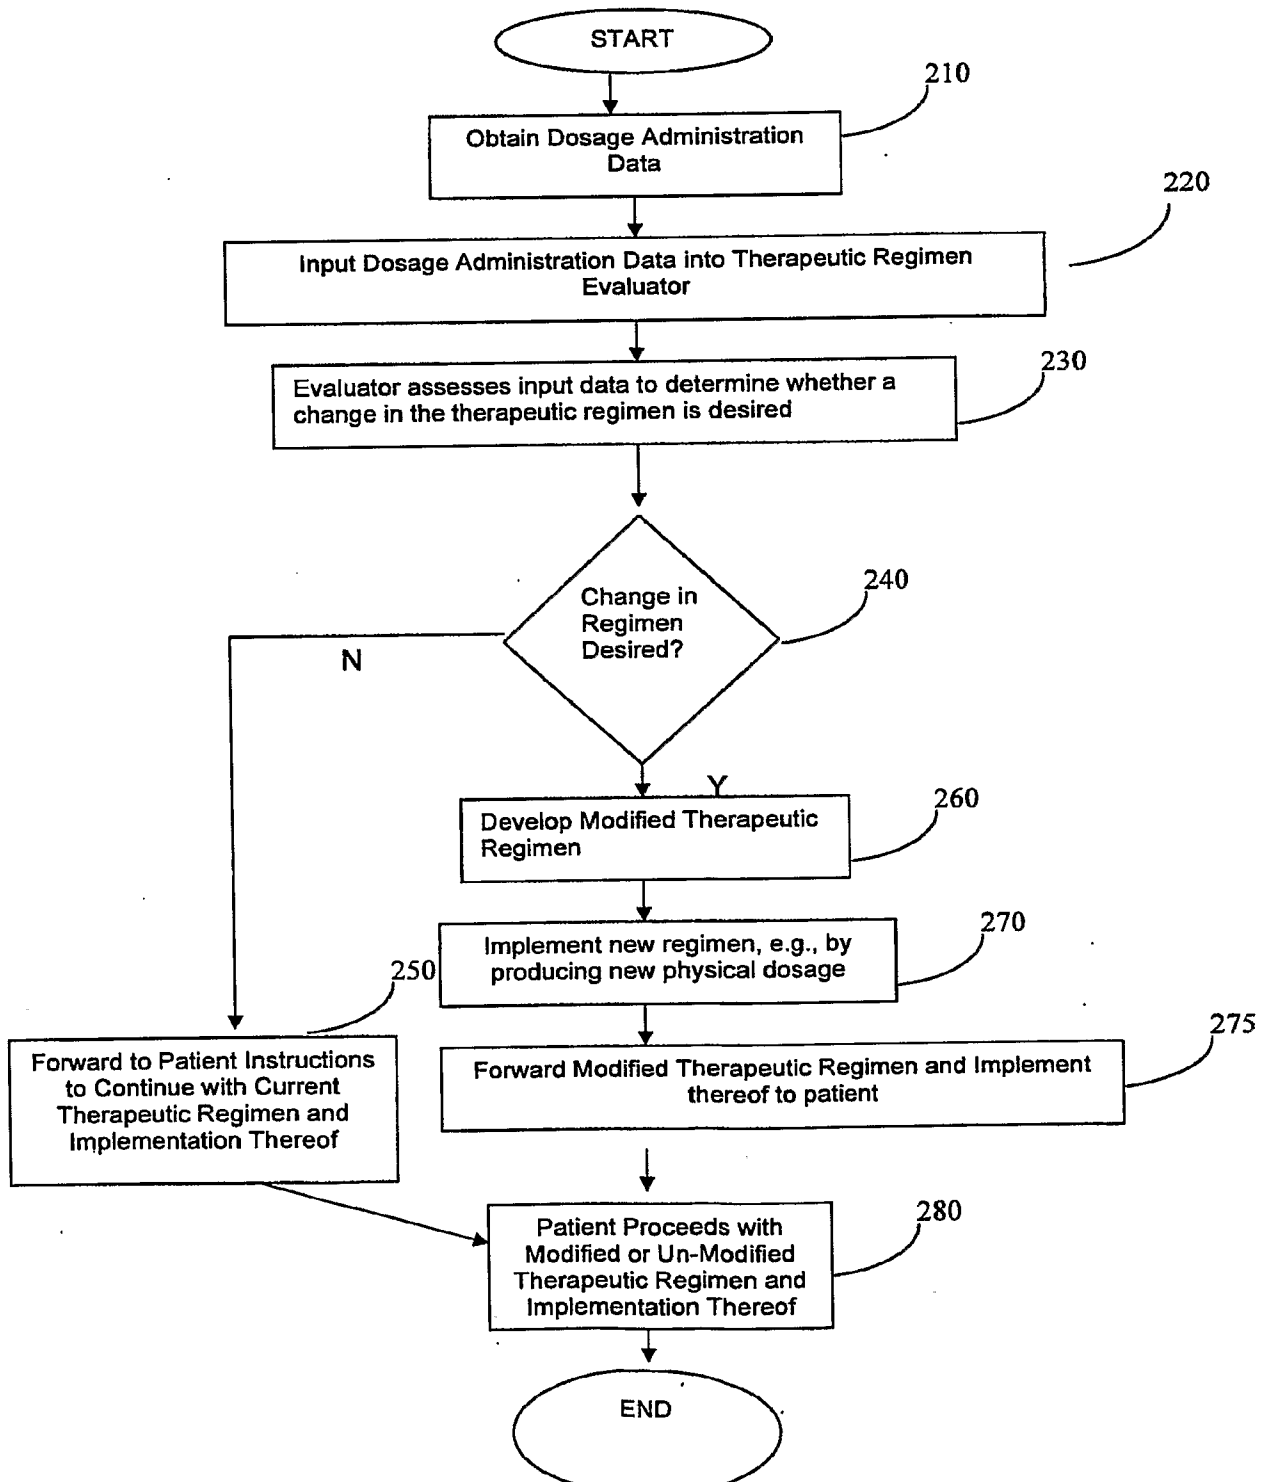 START
210
Obtain Dosage Administration
Data
220
Input Dosage Administration Data into Therapeutic Regimen
Evaluator
230
Evaluator assesses input data to determine whether a
change in the therapeutic regimen is desired
240
Change in
Regimen
Desired?
N
Y
260
Develop Modified Therapeutic
Regimen
270
Implement new regimen, e.g., by
producing new physical dosage
250
Forward to Patient Instructions
to Continue with Current
Therapeutic Regimen and
Implementation Thereof
275
Forward Modified Therapeutic Regimen and Implement
thereof to patient
280
Patient Proceeds with
Modified or Un-Modified
Therapeutic Regimen and
Implementation Thereof
END